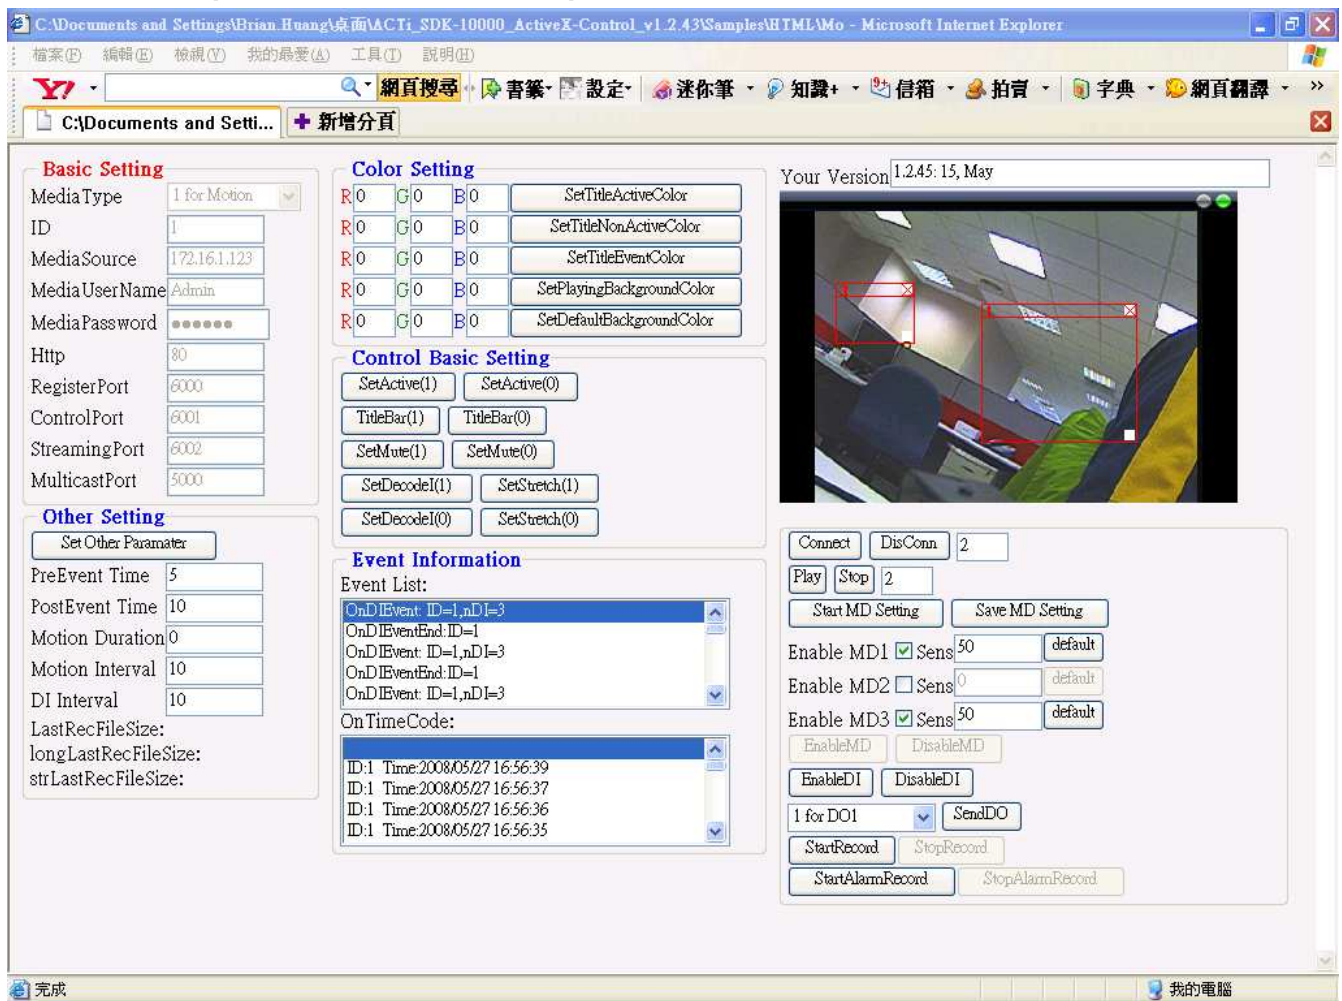 C:\Documents and Settings\Brian.Huang\桌面\ACTi_SDK-10000_ActiveX-Control_v1.2.43\Samples\HTML\Mo - Microsoft Internet Explorer
檔案(F) 編輯(E) 檢視(V) 我的最愛(A) 工具(T) 說明(H)
Y! 網頁搜尋 書籤 設定 迷你筆 知識+ 信箱 拍賣 字典 網頁翻譯 »
C:\Documents and Setti... 新增分頁
Basic Setting
MediaType 1 for Motion
ID 1
MediaSource 172.16.1.123
MediaUserName Admin
MediaPassword ●●●●●●
Http 80
RegisterPort 6000
ControlPort 6001
StreamingPort 6002
MulticastPort 5000
Other Setting
Set Other Paramater
PreEvent Time 5
PostEvent Time 10
Motion Duration 0
Motion Interval 10
DI Interval 10
LastRecFileSize:
longLastRecFileSize:
strLastRecFileSize:
Color Setting
R 0 G 0 B 0 SetTitleActiveColor
R 0 G 0 B 0 SetTitleNonActiveColor
R 0 G 0 B 0 SetTitleEventColor
R 0 G 0 B 0 SetPlayingBackgroundColor
R 0 G 0 B 0 SetDefaultBackgroundColor
Control Basic Setting
SetActive(1) SetActive(0)
TitleBar(1) TitleBar(0)
SetMute(1) SetMute(0)
SetDecodeI(1) SetStretch(1)
SetDecodeI(0) SetStretch(0)
Event Information
Event List:
OnDIEvent: ID=1,nDI=3
OnDIEventEnd:ID=1
OnDIEvent: ID=1,nDI=3
OnDIEventEnd:ID=1
OnDIEvent: ID=1,nDI=3
OnTimeCode:
ID:1 Time:2008/05/27 16:56:39
ID:1 Time:2008/05/27 16:56:37
ID:1 Time:2008/05/27 16:56:36
ID:1 Time:2008/05/27 16:56:35
Your Version 1.2.45: 15, May
Connect DisConn 2
Play Stop 2
Start MD Setting Save MD Setting
Enable MD1 Sens 50 default
Enable MD2 Sens 0 default
Enable MD3 Sens 50 default
EnableMD DisableMD
EnableDI DisableDI
1 for DO1 SendDO
StartRecord StopRecord
StartAlarmRecord StopAlarmRecord
完成 我的電腦